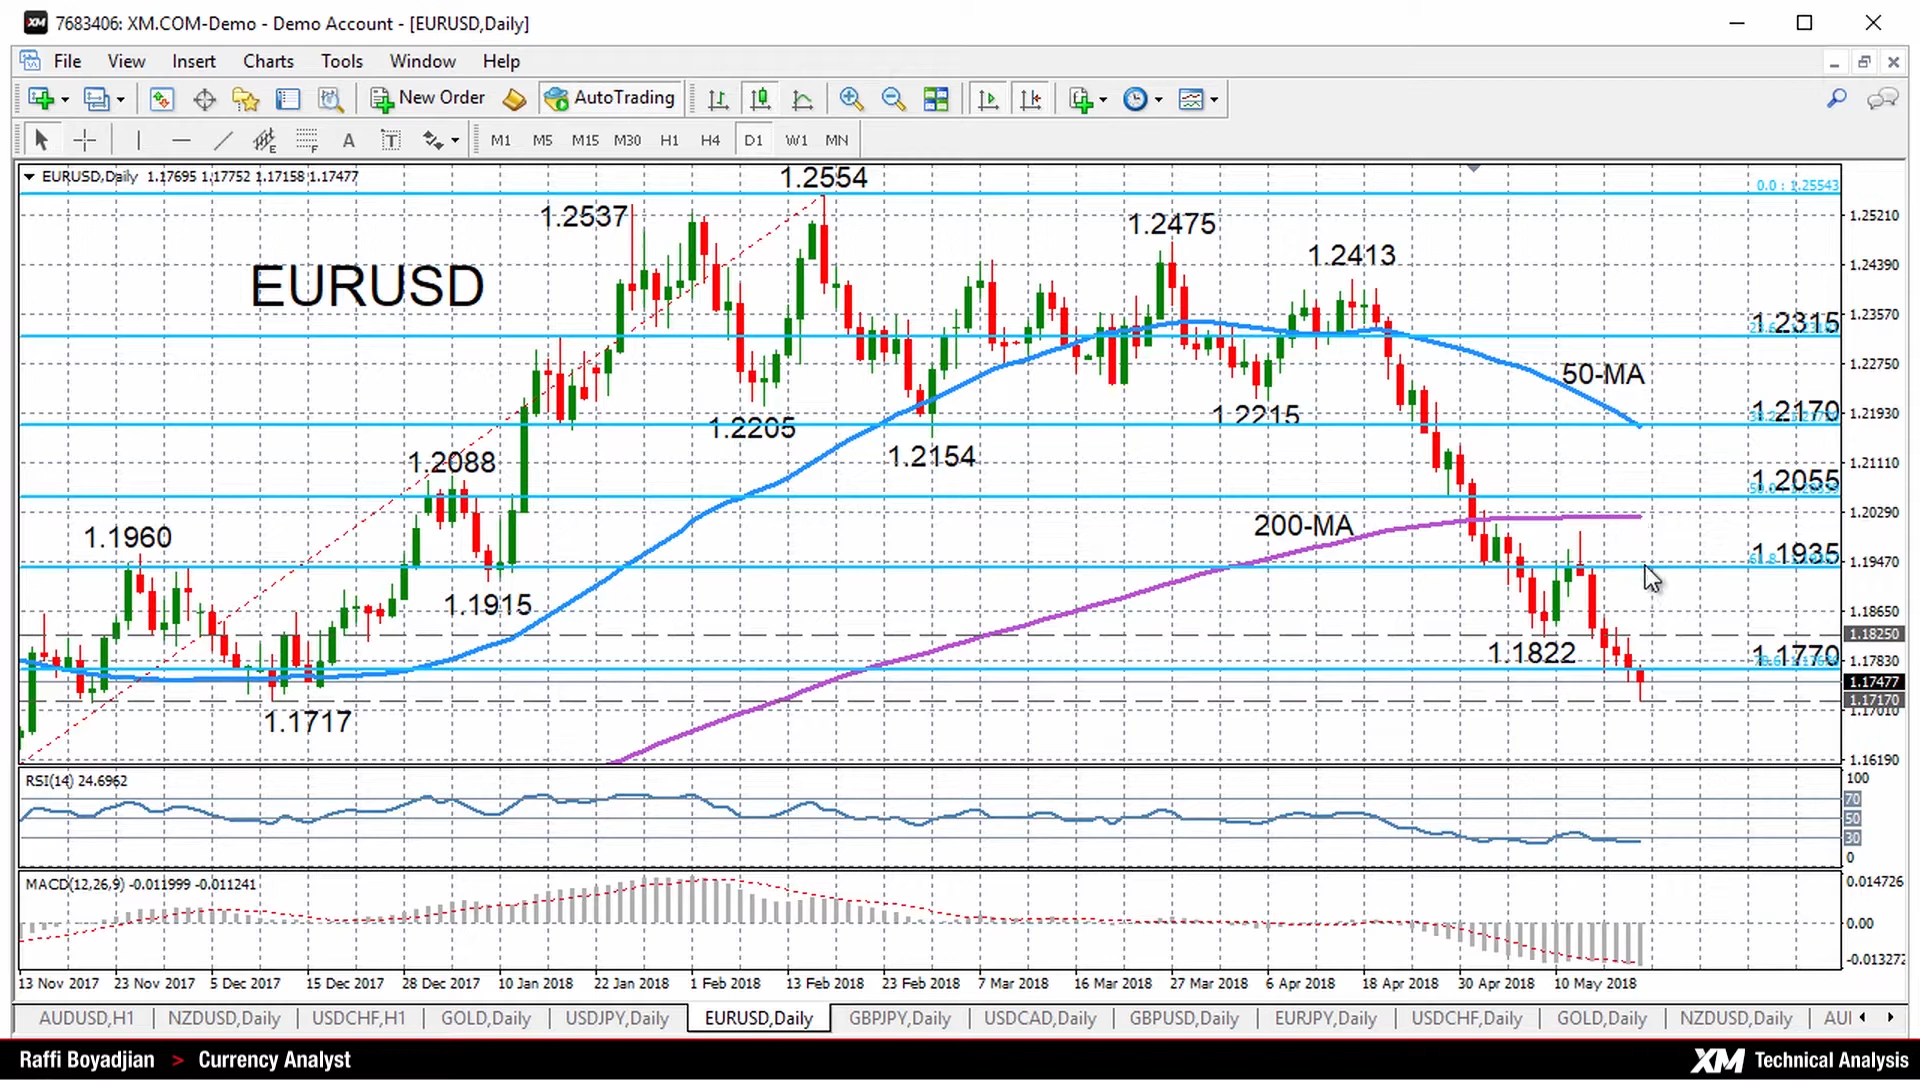 7683406: XM.COM-Demo - Demo Account - [EURUSD,Daily]
File View Insert Charts Tools Window Help
New Order AutoTrading
A T M1 M5 M15 M30 H1 H4 D1 W1 MN
EURUSD,Daily 1.17695 1.17752 1.17158 1.17477
1.2554
0.0 : 1.25543
1.2537
1.2475
1.2521
1.2413
1.24390
EURUSD
1.2315
1.23570
1.22750
50-MA
1.2170
1.21930
1.2205
1.2215
1.2154
1.2088
1.21110
1.2055
1.20290
200-MA
1.1960
1.1935
1.19470
1.1915
1.18650
1.18250
1.1822
1.1770
1.17830
1.17477
1.17170
1.17010
1.1717
1.16190
RSI(14) 24.6962
100
70
50
30
0
MACD(12,26,9) -0.011999 -0.011241
0.014726
0.00
-0.013272
13 Nov 2017 23 Nov 2017 5 Dec 2017 15 Dec 2017 28 Dec 2017 10 Jan 2018 22 Jan 2018 1 Feb 2018 13 Feb 2018 23 Feb 2018 7 Mar 2018 16 Mar 2018 27 Mar 2018 6 Apr 2018 18 Apr 2018 30 Apr 2018 10 May 2018
AUDUSD,H1 NZDUSD,Daily USDCHF,H1 GOLD,Daily USDJPY,Daily EURUSD,Daily GBPJPY,Daily USDCAD,Daily GBPUSD,Daily EURJPY,Daily USDCHF,Daily GOLD,Daily NZDUSD,Daily AUI
Raffi Boyadjian > Currency Analyst
XM Technical Analysis